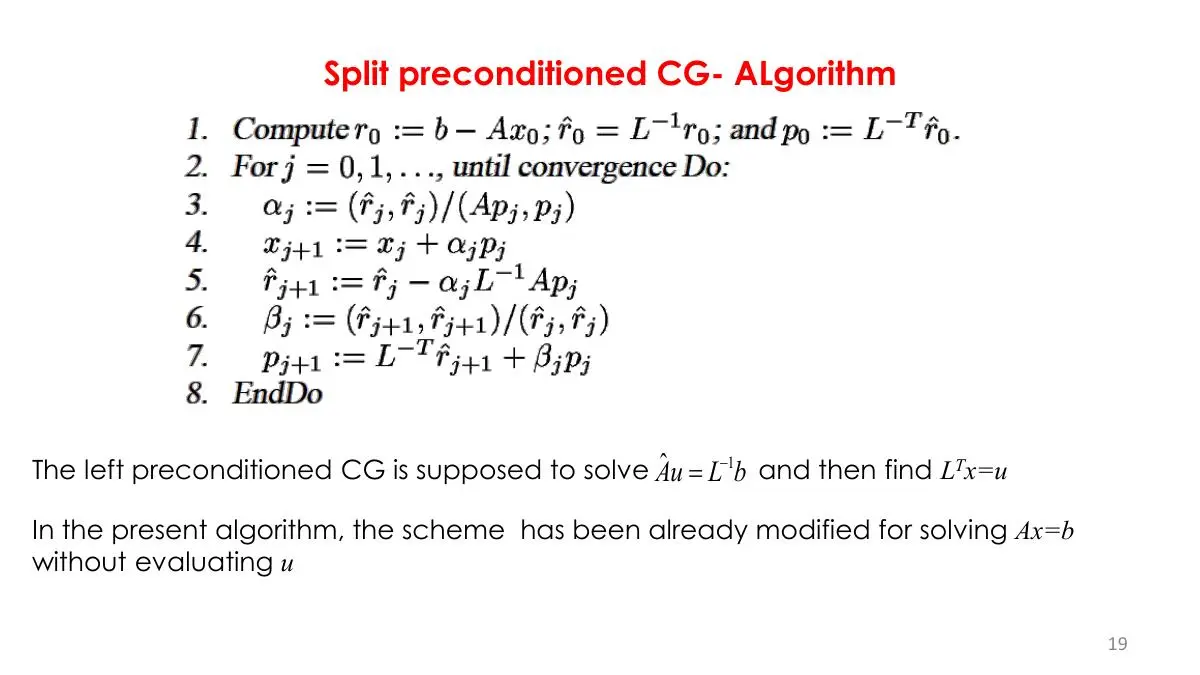 Split preconditioned CG- ALgorithm
1. Compute r₀ := b − Ax₀; r̂₀ = L⁻¹r₀; and p₀ := L⁻ᵀr̂₀.
2. For j = 0, 1, . . ., until convergence Do:
3. αⱼ := (r̂ⱼ, r̂ⱼ)/(Apⱼ, pⱼ)
4. xⱼ₊₁ := xⱼ + αⱼpⱼ
5. r̂ⱼ₊₁ := r̂ⱼ − αⱼL⁻¹Apⱼ
6. βⱼ := (r̂ⱼ₊₁, r̂ⱼ₊₁)/(r̂ⱼ, r̂ⱼ)
7. pⱼ₊₁ := L⁻ᵀr̂ⱼ₊₁ + βⱼpⱼ
8. EndDo
The left preconditioned CG is supposed to solve Âu = L⁻¹b and then find Lᵀx=u
In the present algorithm, the scheme has been already modified for solving Ax=b
without evaluating u
19